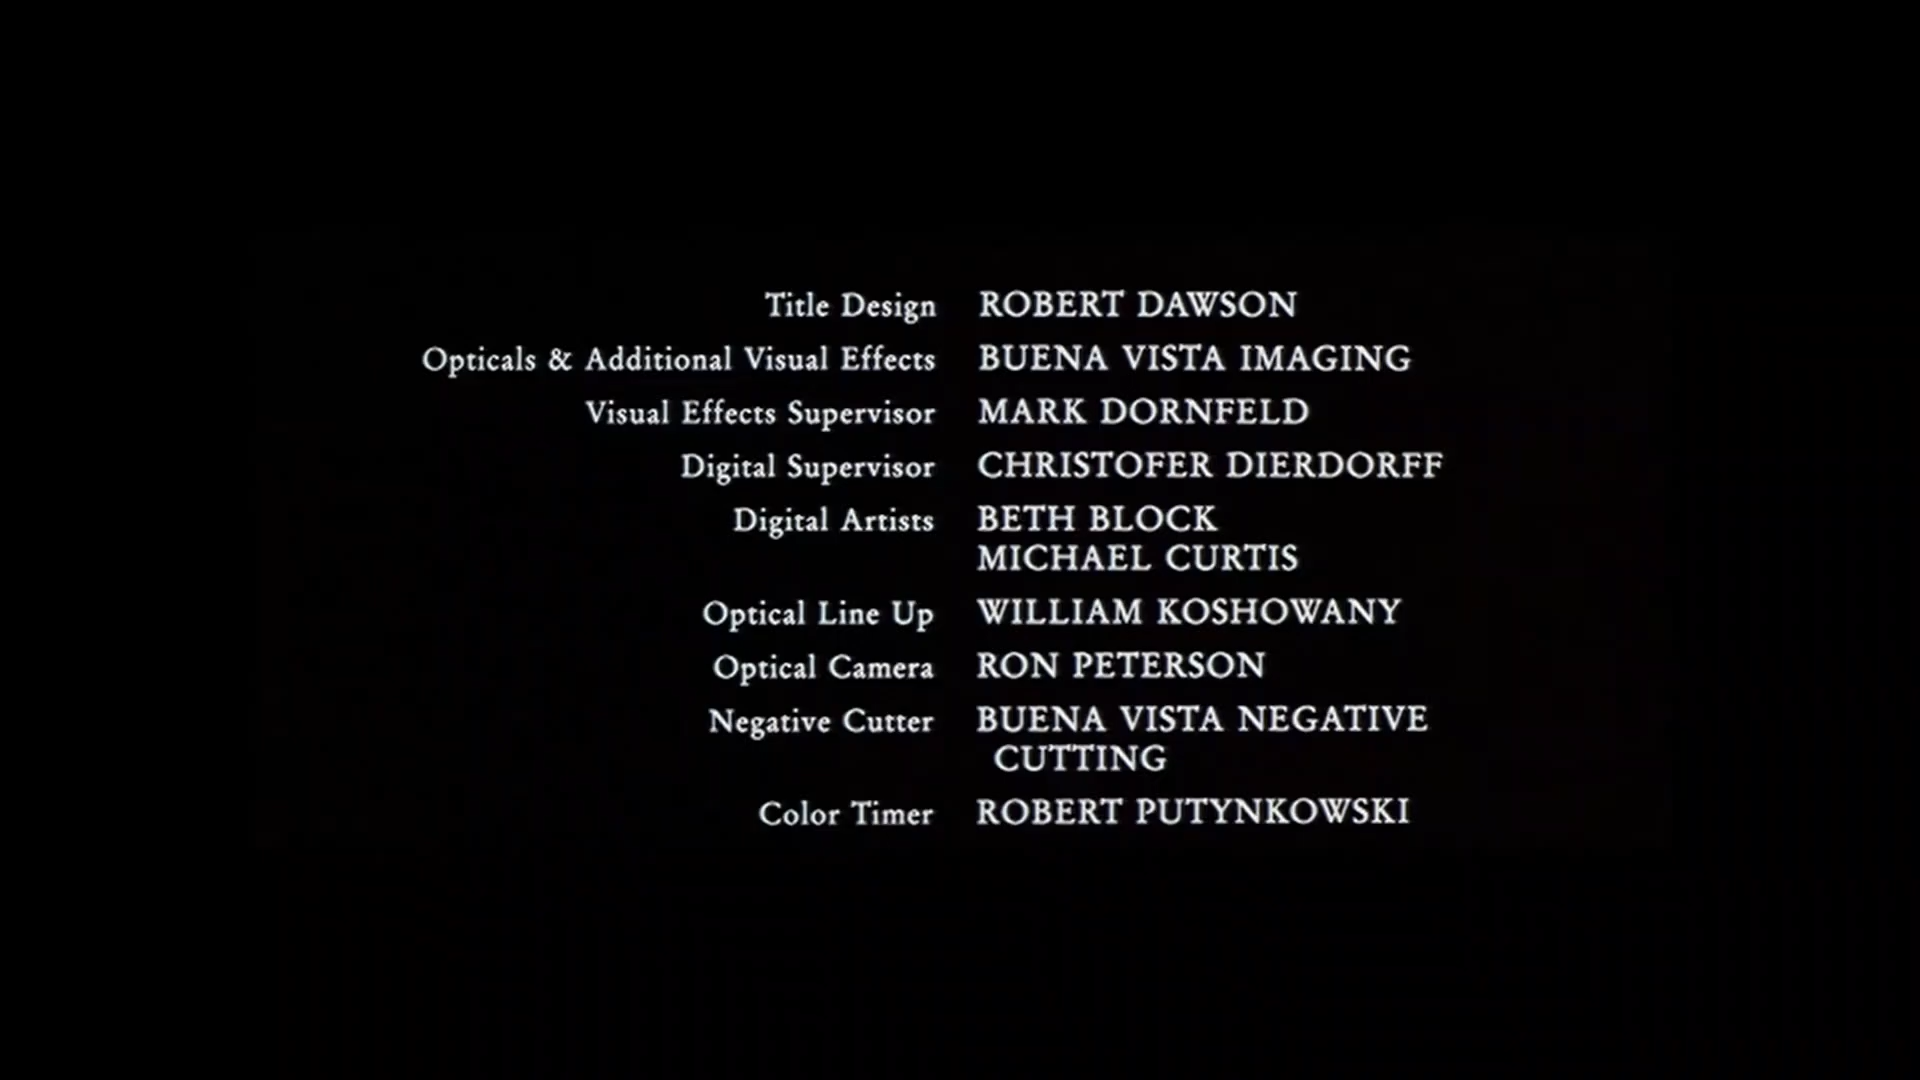 Title Design ROBERT DAWSON
Opticals & Additional Visual Effects BUENA VISTA IMAGING
Visual Effects Supervisor MARK DORNFELD
Digital Supervisor CHRISTOFER DIERDORFF
Digital Artists BETH BLOCK
MICHAEL CURTIS
Optical Line Up WILLIAM KOSHOWANY
Optical Camera RON PETERSON
Negative Cutter BUENA VISTA NEGATIVE
CUTTING
Color Timer ROBERT PUTYNKOWSKI